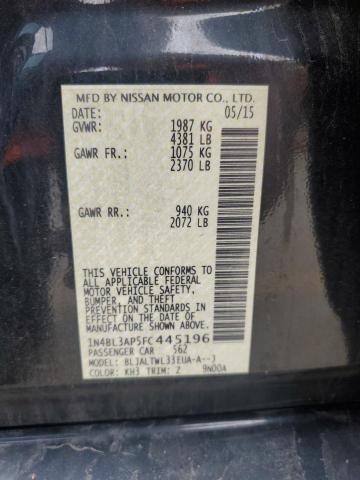 MFD BY NISSAN MOTOR CO., LTD.
DATE: 05/15
GVWR: 1987 KG
4381 LB
GAWR FR.: 1075 KG
2370 LB
GAWR RR.: 940 KG
2072 LB
THIS VEHICLE CONFORMS TO
ALL APPLICABLE FEDERAL
MOTOR VEHICLE SAFETY,
BUMPER, AND THEFT
PREVENTION STANDARDS
IN EFFECT ON THE DATE OF
MANUFACTURE SHOWN ABOVE.
1N4BL3AP5FC445196
PASSENGER CAR 562
MODEL: BLJALTWL33EUA-A--J
COLOR: KH3 TRIM: Z 9N00A